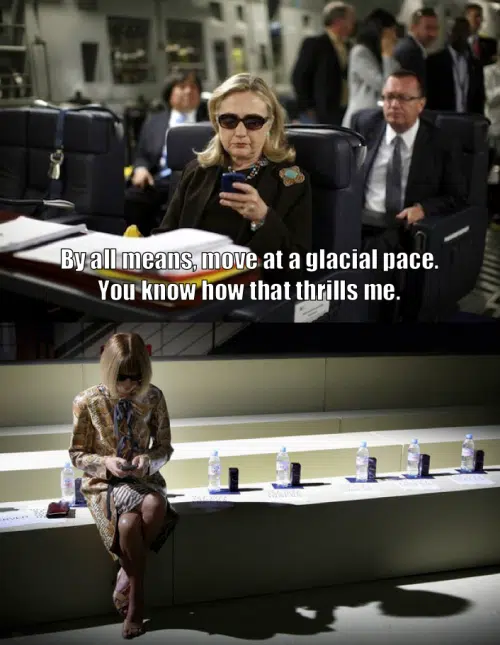 By all means, move at a glacial pace.
You know how that thrills me.